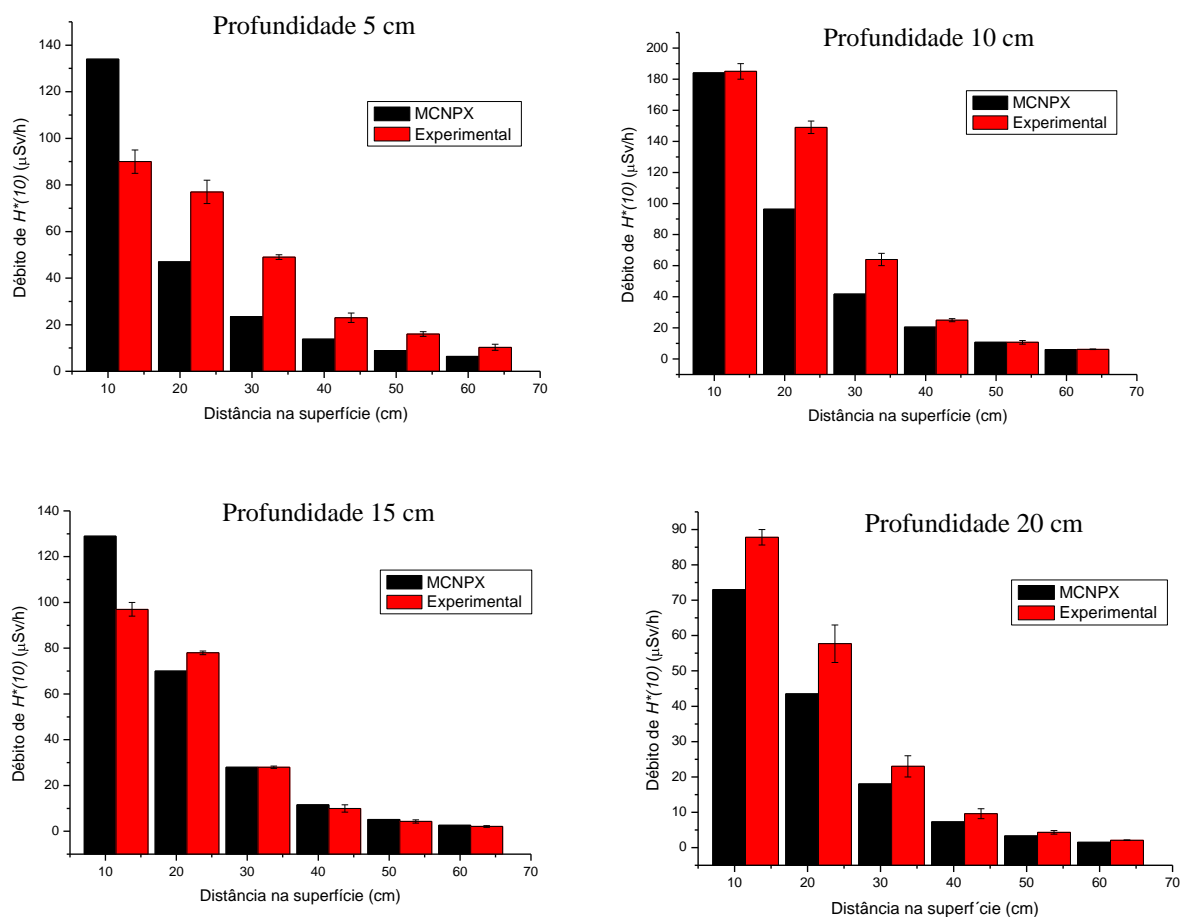 Profundidade 5 cm
140
120
100
80
60
40
20
0
Débito de H*(10) (μSv/h)
MCNPX
Experimental
10 20 30 40 50 60 70
Distância na superfície (cm)
Profundidade 10 cm
200
180
160
140
120
100
80
60
40
20
0
Débito de H*(10) (μSv/h)
MCNPX
Experimental
10 20 30 40 50 60 70
Distância na superfície (cm)
Profundidade 15 cm
140
120
100
80
60
40
20
0
Débito de H*(10) (μSv/h)
MCNPX
Experimental
10 20 30 40 50 60 70
Distância na superfície (cm)
Profundidade 20 cm
90
80
70
60
50
40
30
20
10
0
Débito de H*(10) (μSv/h)
MCNPX
Experimental
10 20 30 40 50 60 70
Distância na superf´cie (cm)